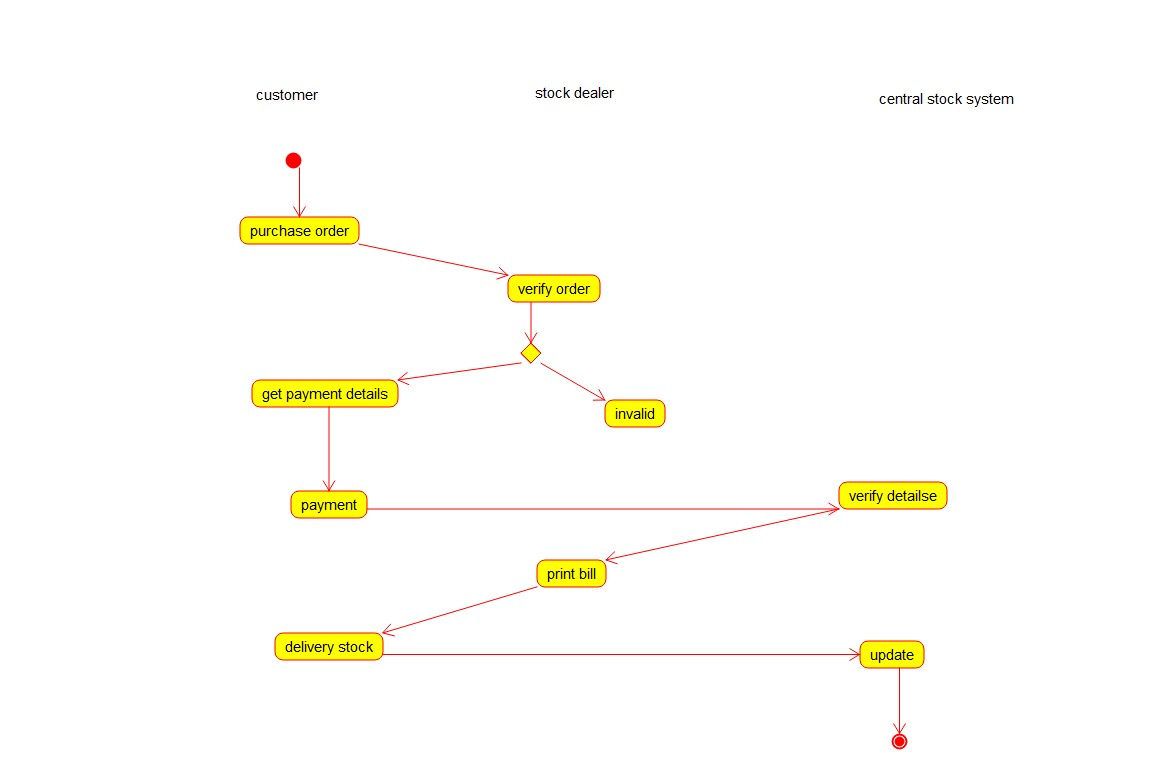 customer
stock dealer
central stock system
purchase order
verify order
get payment details
invalid
payment
verify detailse
print bill
delivery stock
update